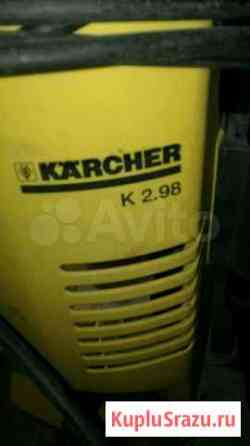 KÄRCHER
K 2.98
Avito
KupluSrazu.ru